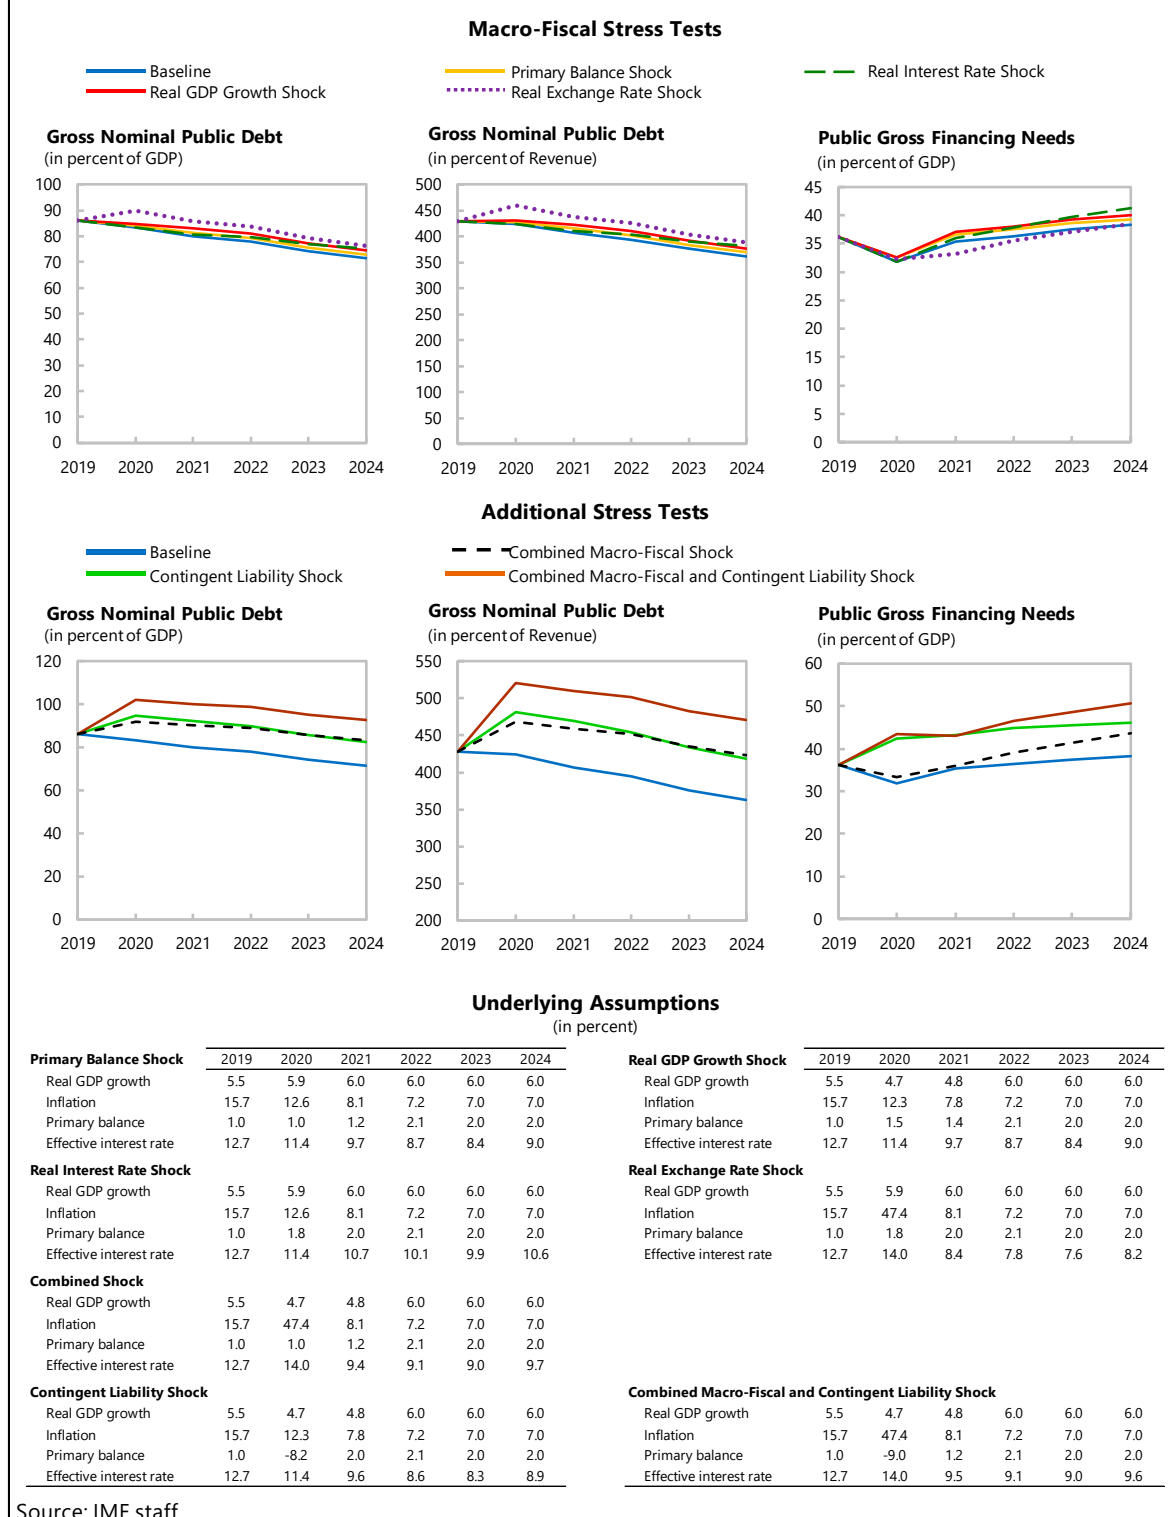 Macro-Fiscal Stress Tests
Baseline
Primary Balance Shock
Real Interest Rate Shock
Real GDP Growth Shock
Real Exchange Rate Shock
Gross Nominal Public Debt
(in percent of GDP)
100
90
80
70
60
50
40
30
20
10
0
2019 2020 2021 2022 2023 2024
Gross Nominal Public Debt
(in percent of Revenue)
500
450
400
350
300
250
200
150
100
50
0
2019 2020 2021 2022 2023 2024
Public Gross Financing Needs
(in percent of GDP)
45
40
35
30
25
20
15
10
5
0
2019 2020 2021 2022 2023 2024
Additional Stress Tests
Baseline
Combined Macro-Fiscal Shock
Contingent Liability Shock
Combined Macro-Fiscal and Contingent Liability Shock
Gross Nominal Public Debt
(in percent of GDP)
120
100
80
60
40
20
0
2019 2020 2021 2022 2023 2024
Gross Nominal Public Debt
(in percent of Revenue)
550
500
450
400
350
300
250
200
2019 2020 2021 2022 2023 2024
Public Gross Financing Needs
(in percent of GDP)
60
50
40
30
20
10
0
2019 2020 2021 2022 2023 2024
Underlying Assumptions
(in percent)
Primary Balance Shock 2019 2020 2021 2022 2023 2024
Real GDP growth 5.5 5.9 6.0 6.0 6.0 6.0
Inflation 15.7 12.6 8.1 7.2 7.0 7.0
Primary balance 1.0 1.0 1.2 2.1 2.0 2.0
Effective interest rate 12.7 11.4 9.7 8.7 8.4 9.0
Real GDP Growth Shock 2019 2020 2021 2022 2023 2024
Real GDP growth 5.5 4.7 4.8 6.0 6.0 6.0
Inflation 15.7 12.3 7.8 7.2 7.0 7.0
Primary balance 1.0 1.5 1.4 2.1 2.0 2.0
Effective interest rate 12.7 11.4 9.7 8.7 8.4 9.0
Real Interest Rate Shock
Real GDP growth 5.5 5.9 6.0 6.0 6.0 6.0
Inflation 15.7 12.6 8.1 7.2 7.0 7.0
Primary balance 1.0 1.8 2.0 2.1 2.0 2.0
Effective interest rate 12.7 11.4 10.7 10.1 9.9 10.6
Real Exchange Rate Shock
Real GDP growth 5.5 5.9 6.0 6.0 6.0 6.0
Inflation 15.7 47.4 8.1 7.2 7.0 7.0
Primary balance 1.0 1.8 2.0 2.1 2.0 2.0
Effective interest rate 12.7 14.0 8.4 7.8 7.6 8.2
Combined Shock
Real GDP growth 5.5 4.7 4.8 6.0 6.0 6.0
Inflation 15.7 47.4 8.1 7.2 7.0 7.0
Primary balance 1.0 1.0 1.2 2.1 2.0 2.0
Effective interest rate 12.7 14.0 9.4 9.1 9.0 9.7
Contingent Liability Shock
Real GDP growth 5.5 4.7 4.8 6.0 6.0 6.0
Inflation 15.7 12.3 7.8 7.2 7.0 7.0
Primary balance 1.0 -8.2 2.0 2.1 2.0 2.0
Effective interest rate 12.7 11.4 9.6 8.6 8.3 8.9
Combined Macro-Fiscal and Contingent Liability Shock
Real GDP growth 5.5 4.7 4.8 6.0 6.0 6.0
Inflation 15.7 47.4 8.1 7.2 7.0 7.0
Primary balance 1.0 -9.0 1.2 2.1 2.0 2.0
Effective interest rate 12.7 14.0 9.5 9.1 9.0 9.6
Source: IMF staff